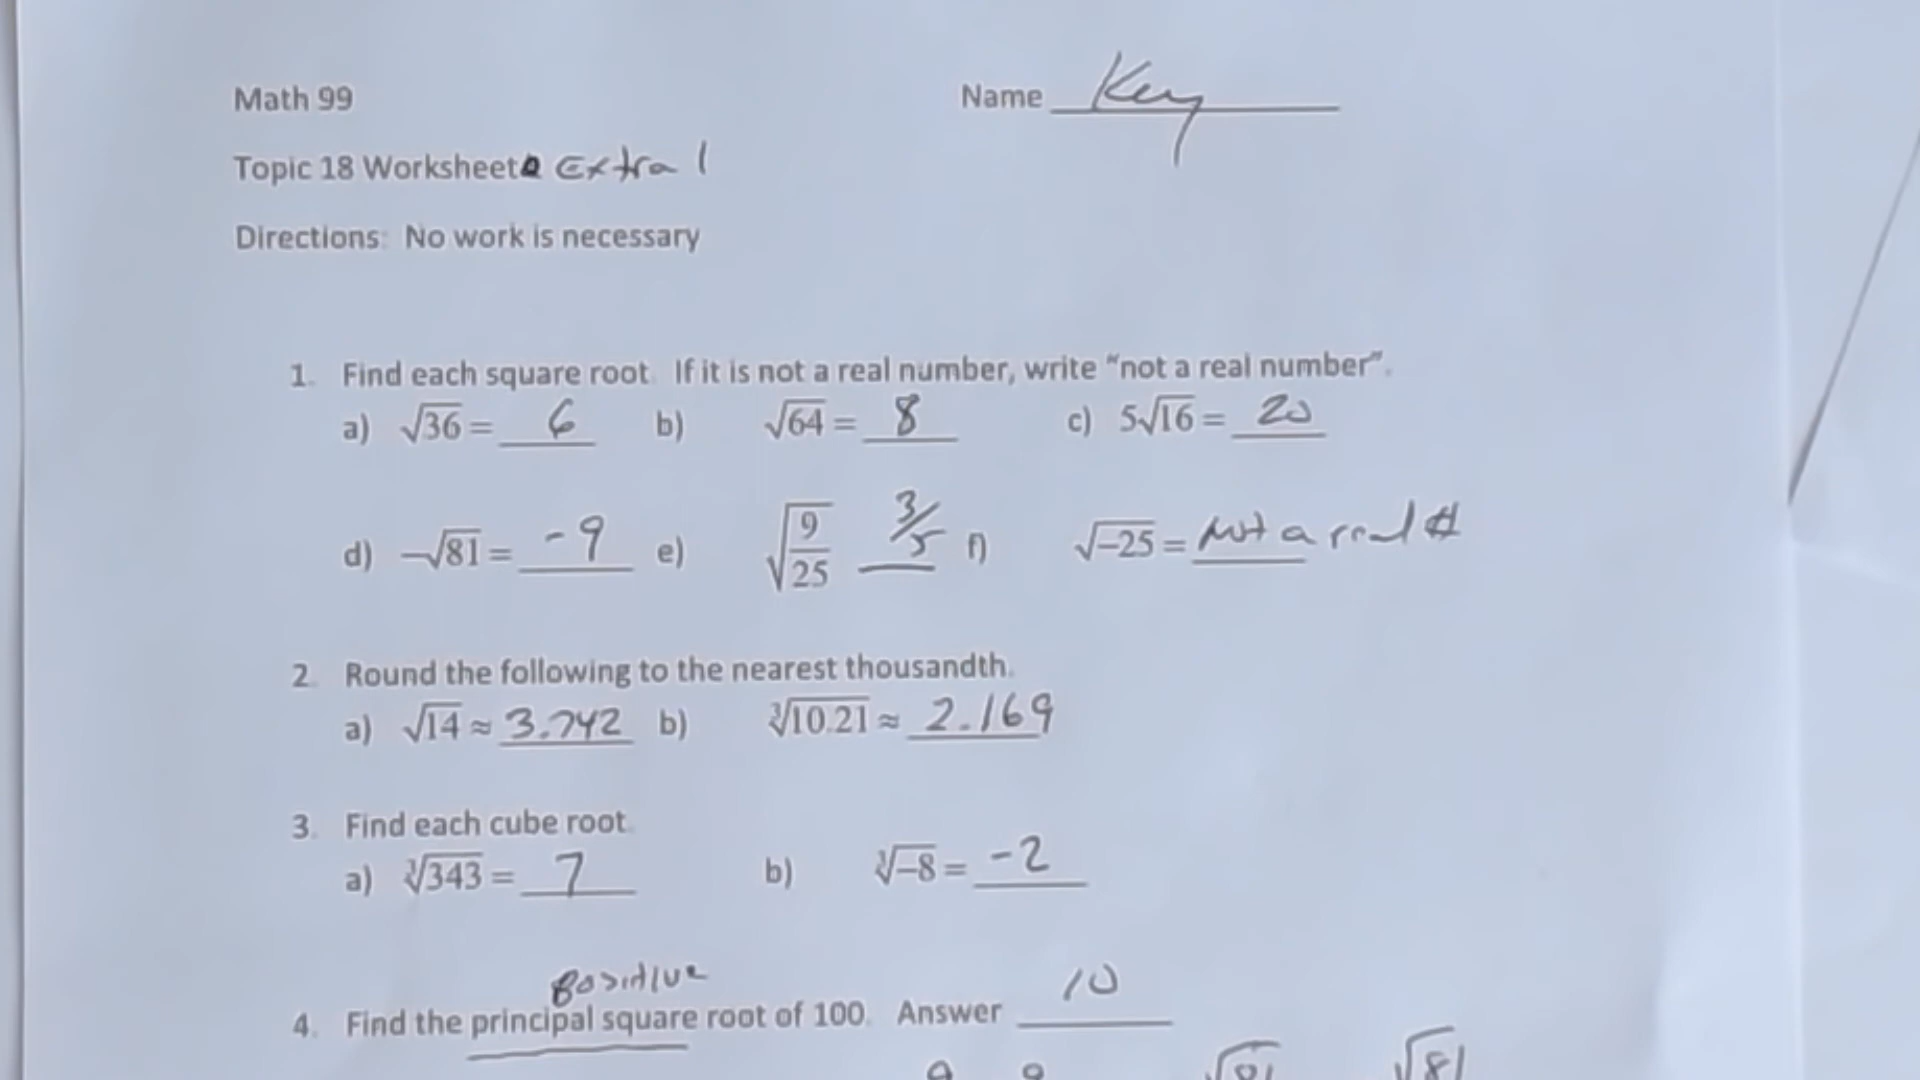 Math 99 Name Key
Topic 18 Worksheet Extra 1
Directions: No work is necessary
1. Find each square root. If it is not a real number, write "not a real number".
a) √36 = 6 b) √64 = 8 c) 5√16 = 20
d) −√81 = -9 e) √(9/25) 3/5 f) √−25 = Not a real #
2. Round the following to the nearest thousandth.
a) √14 ≈ 3.742 b) ∛10.21 ≈ 2.169
3. Find each cube root.
a) ∛343 = 7 b) ∛−8 = -2
positive
4. Find the principal square root of 100. Answer 10
√81